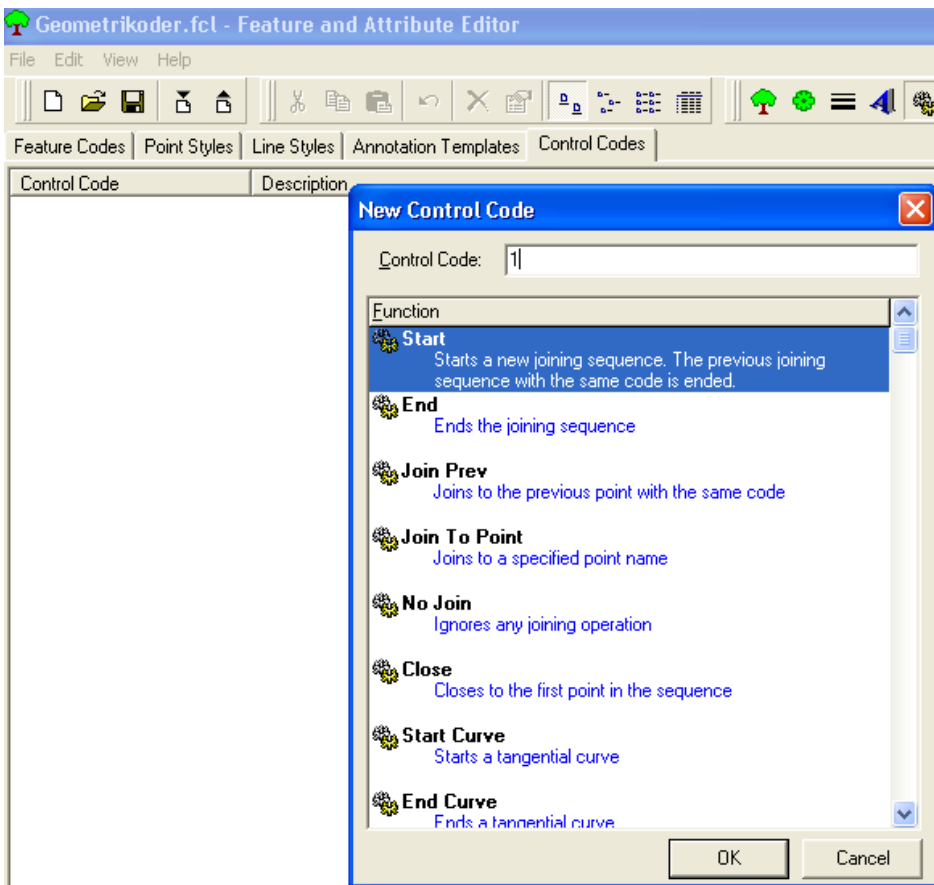 Geometrikoder.fcl - Feature and Attribute Editor
File Edit View Help
Feature Codes Point Styles Line Styles Annotation Templates Control Codes
Control Code Description
New Control Code
Control Code: 1
Function
Start
Starts a new joining sequence. The previous joining
sequence with the same code is ended.
End
Ends the joining sequence
Join Prev
Joins to the previous point with the same code
Join To Point
Joins to a specified point name
No Join
Ignores any joining operation
Close
Closes to the first point in the sequence
Start Curve
Starts a tangential curve
End Curve
Ends a tangential curve
OK Cancel